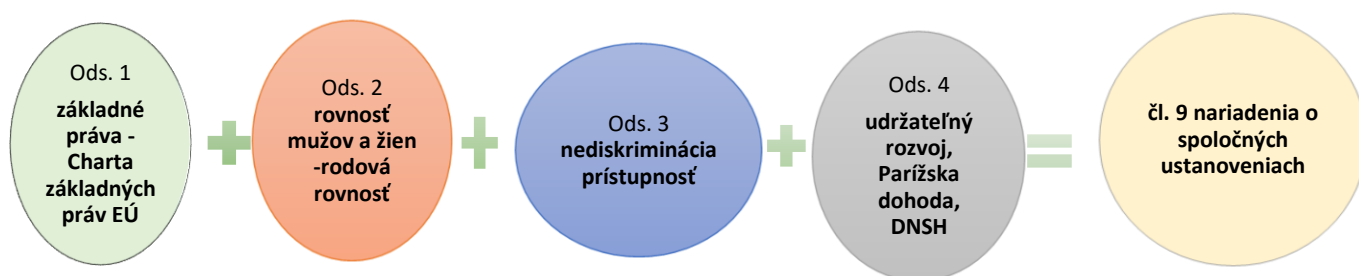 Ods. 1
základné
práva -
Charta
základných
práv EÚ
Ods. 2
rovnosť
mužov a žien
-rodová
rovnosť
Ods. 3
nediskriminácia
prístupnosť
Ods. 4
udržateľný
rozvoj,
Parížska
dohoda,
DNSH
čl. 9 nariadenia o
spoločných
ustanoveniach